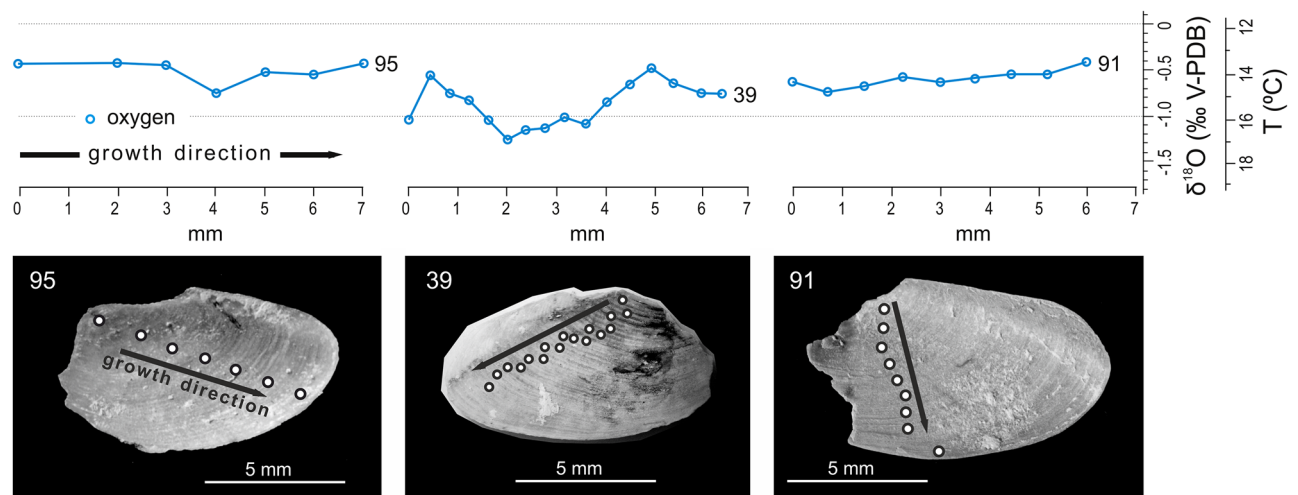 95
39
91
oxygen
growth direction
0
-0.5
-1.0
-1.5
δ¹⁸O (‰ V-PDB)
12
14
16
18
T (ºC)
0 1 2 3 4 5 6 7
mm
0 1 2 3 4 5 6 7
mm
0 1 2 3 4 5 6 7
mm
95
growth direction
5 mm
39
5 mm
91
5 mm